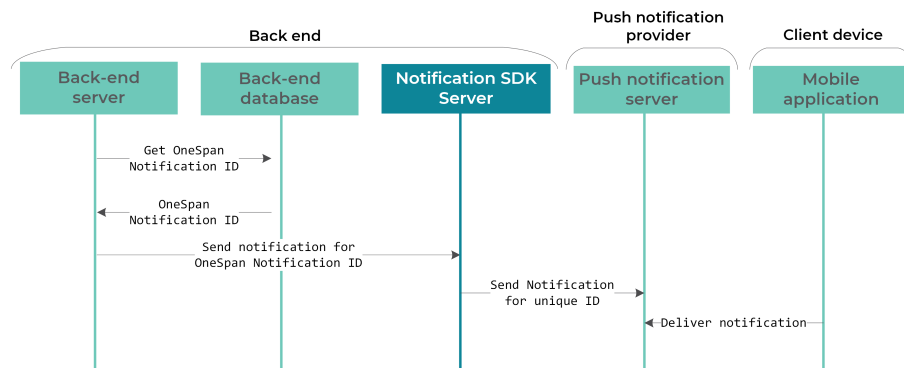 Back end
Push notification
provider
Client device
Back-end
server
Back-end
database
Notification SDK
Server
Push notification
server
Mobile
application
Get OneSpan
Notification ID
OneSpan
Notification ID
Send notification for
OneSpan Notification ID
Send Notification
for unique ID
Deliver notification